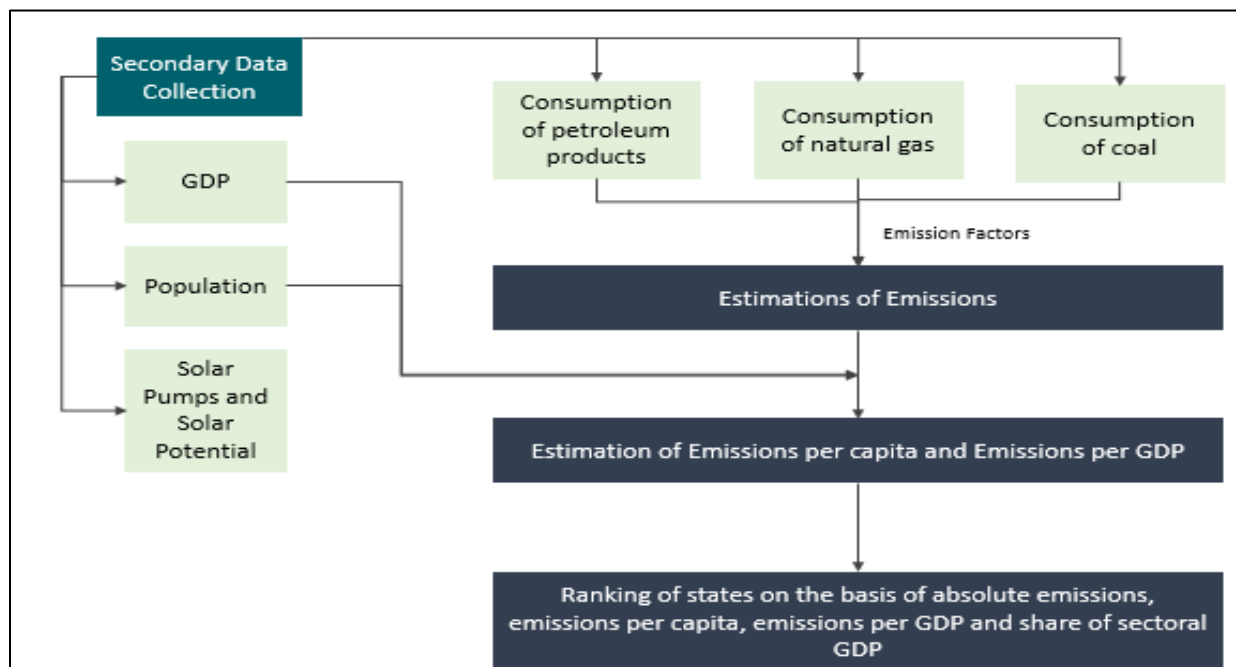 Secondary Data
Collection
Consumption
of petroleum
products
Consumption
of natural gas
Consumption
of coal
GDP
Emission Factors
Population
Estimations of Emissions
Solar
Pumps and
Solar
Potential
Estimation of Emissions per capita and Emissions per GDP
Ranking of states on the basis of absolute emissions,
emissions per capita, emissions per GDP and share of sectoral
GDP